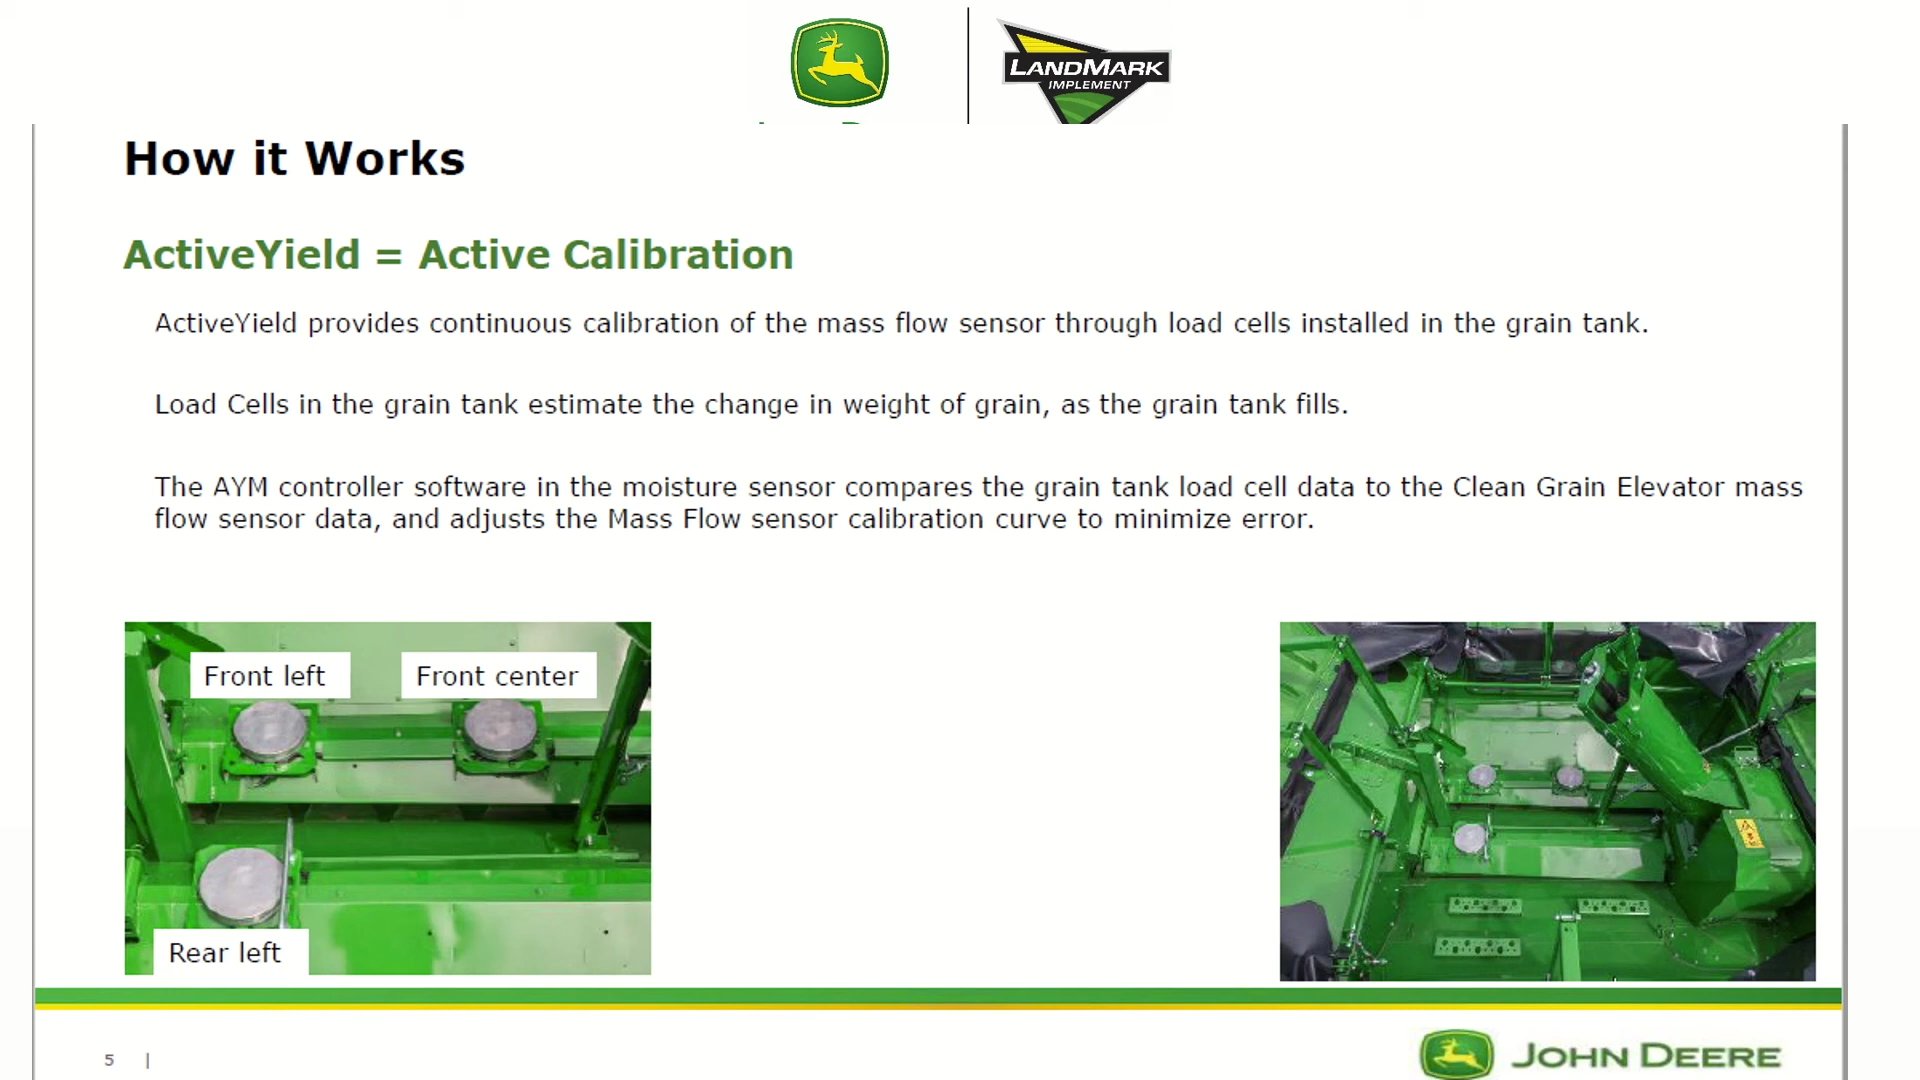 LANDMARK
IMPLEMENT
How it Works
ActiveYield = Active Calibration
ActiveYield provides continuous calibration of the mass flow sensor through load cells installed in the grain tank.
Load Cells in the grain tank estimate the change in weight of grain, as the grain tank fills.
The AYM controller software in the moisture sensor compares the grain tank load cell data to the Clean Grain Elevator mass
flow sensor data, and adjusts the Mass Flow sensor calibration curve to minimize error.
Front left
Front center
Rear left
5 |
JOHN DEERE